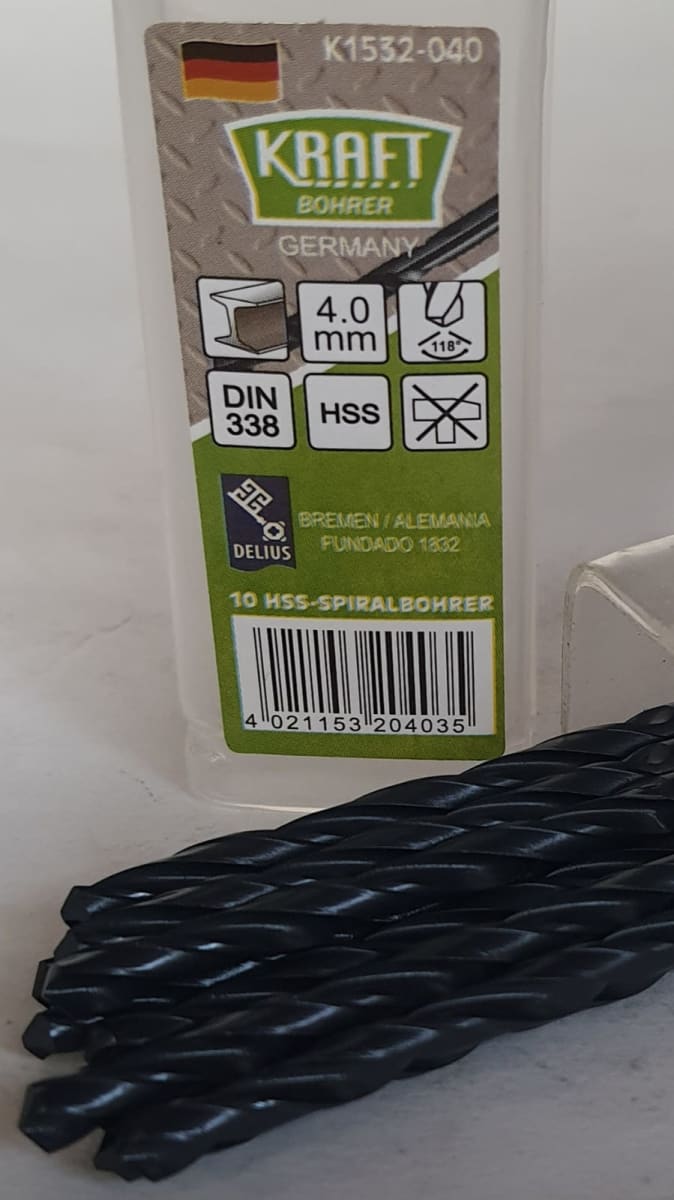 K1532-040
KRAFT
BOHRER
GERMANY
4.0
mm
118°
DIN
338
HSS
DELIUS
BREMEN / ALEMANIA
FUNDADO 1832
10 HSS-SPIRALBOHRER
4 021153 204035